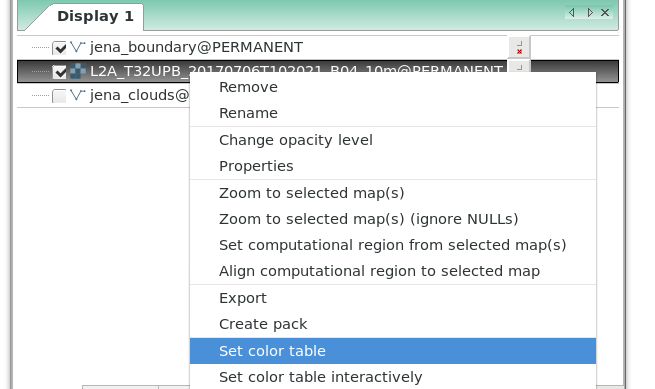 Display 1
jena_boundary@PERMANENT
L2A_T32UPB_20170706T102021_B04_10m@PERMANENT
jena_clouds@
Remove
Rename
Change opacity level
Properties
Zoom to selected map(s)
Zoom to selected map(s) (ignore NULLs)
Set computational region from selected map(s)
Align computational region to selected map
Export
Create pack
Set color table
Set color table interactively